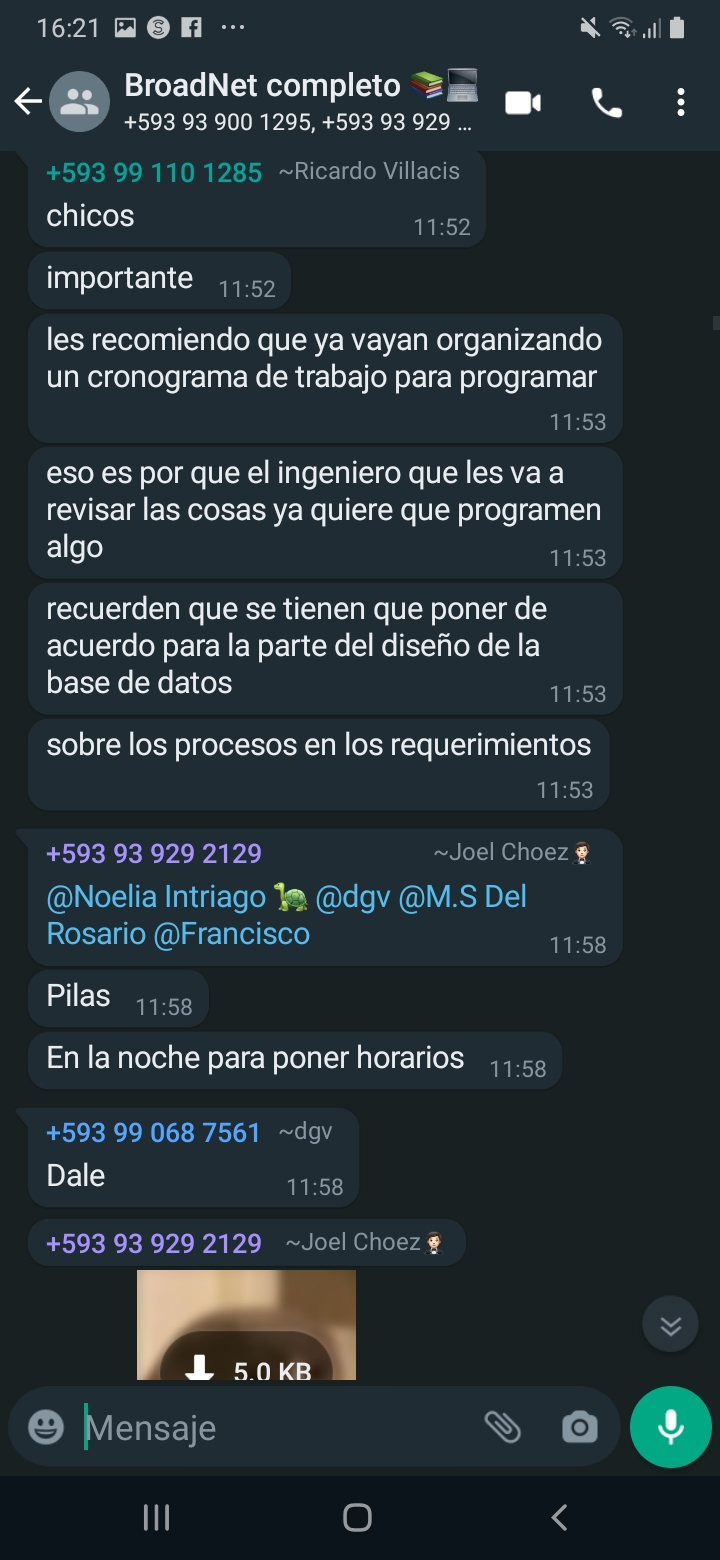 16:21
BroadNet completo 📚💻
+593 93 900 1295, +593 93 929 ...
+593 99 110 1285 ~Ricardo Villacis
chicos
11:52
importante 11:52
les recomiendo que ya vayan organizando
un cronograma de trabajo para programar
11:53
eso es por que el ingeniero que les va a
revisar las cosas ya quiere que programen
algo
11:53
recuerden que se tienen que poner de
acuerdo para la parte del diseño de la
base de datos
11:53
sobre los procesos en los requerimientos
11:53
+593 93 929 2129 ~Joel Choez🤵🏻
@Noelia Intriago 🐢 @dgv @M.S Del
Rosario @Francisco
11:58
Pilas 11:58
En la noche para poner horarios 11:58
+593 99 068 7561 ~dgv
Dale
11:58
+593 93 929 2129 ~Joel Choez🤵🏻
5.0 KB
Mensaje